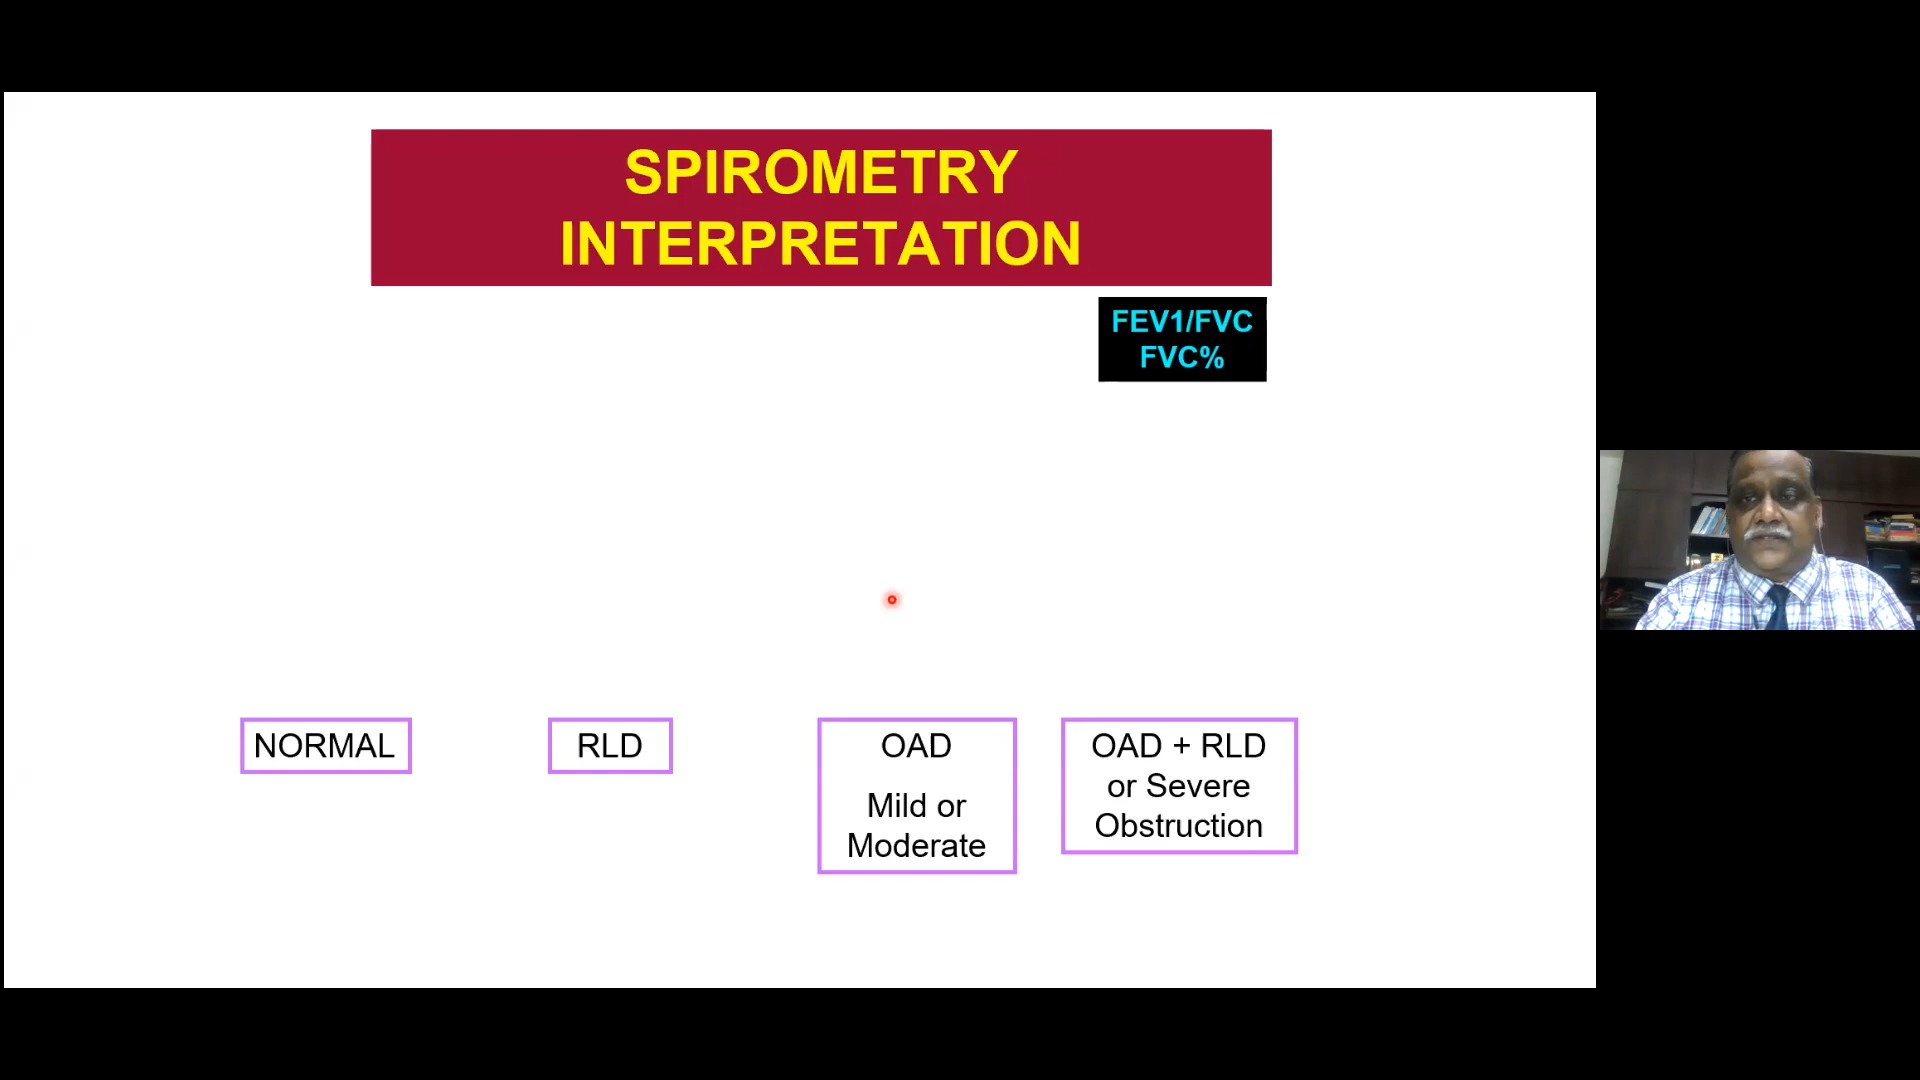 SPIROMETRY
INTERPRETATION
FEV1/FVC
FVC%
NORMAL
RLD
OAD
Mild or
Moderate
OAD + RLD
or Severe
Obstruction